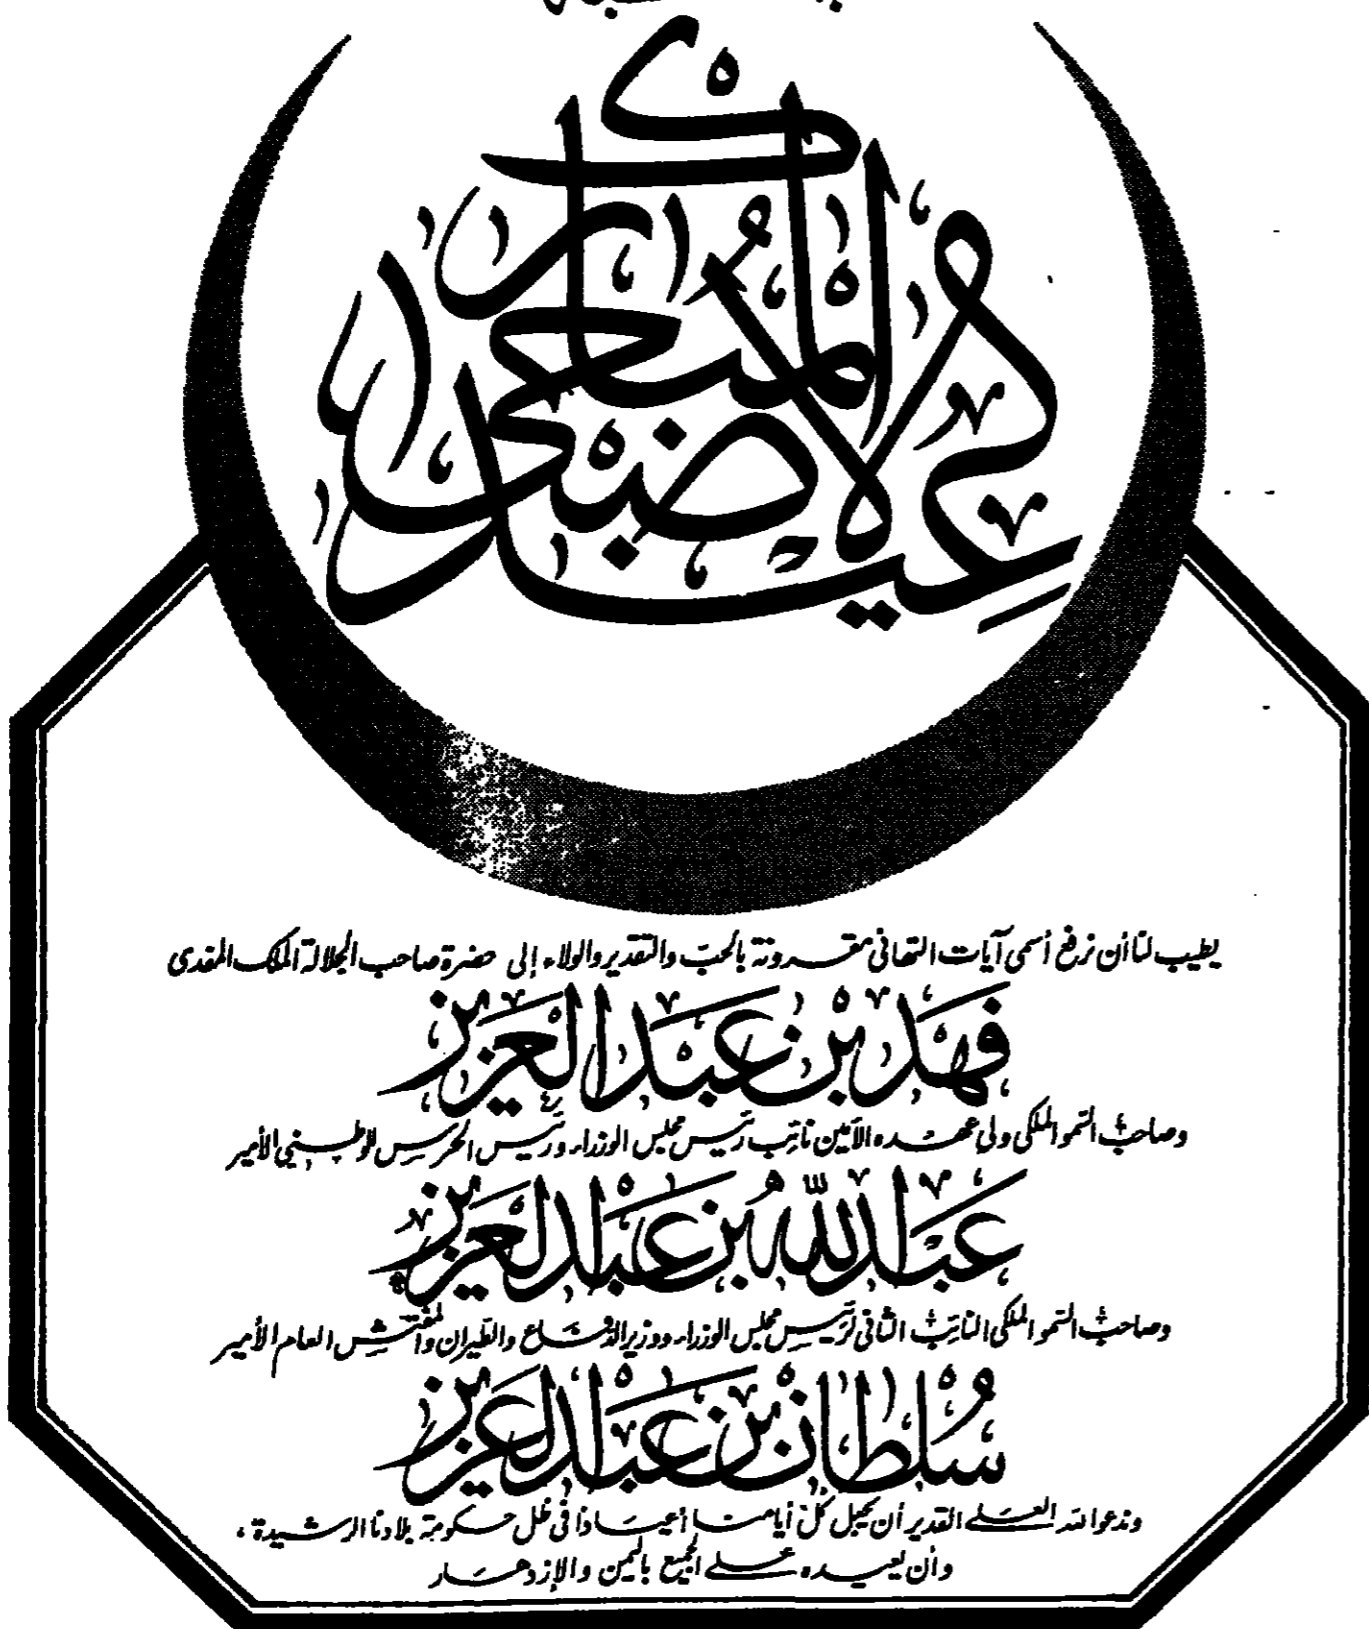 عيد الأضحى المبارك
يطيب لنا أن نرفع أسمى آيات التهاني مقرونة بالحبّ والتقدير والولاء إلى حضرة صاحب الجلالة الملك المفدى
فهد بن عبد العزيز
وصاحب السمو الملكي ولي عهده الأمين نائب رئيس مجلس الوزراء ورئيس الحرس الوطني الأمير
عبد الله بن عبد العزيز
وصاحب السمو الملكي النائب الثاني لرئيس مجلس الوزراء ووزير الدفاع والطيران والمفتش العام الأمير
سلطان بن عبد العزيز
وندعو الله العلي القدير أن يجعل كل أيامنا أعيادًا في ظل حكومة بلادنا الرشيدة،
وأن يعيده على الجميع باليمن والإزدهار